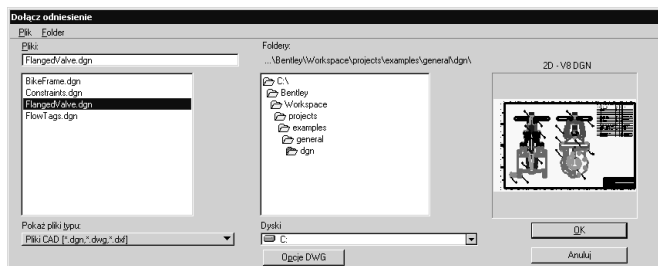 Dołącz odniesienie
Plik Folder
Pliki:
FlangedValve.dgn
BikeFrame.dgn
Constraints.dgn
FlangedValve.dgn
FlowTags.dgn
Pokaż pliki typu:
Pliki CAD [*.dgn,*.dwg,*.dxf]
Foldery:
...\Bentley\Workspace\projects\examples\general\dgn\
C:\
Bentley
Workspace
projects
examples
general
dgn
Dyski
C:
Opcje DWG
2D - V8 DGN
OK
Anuluj